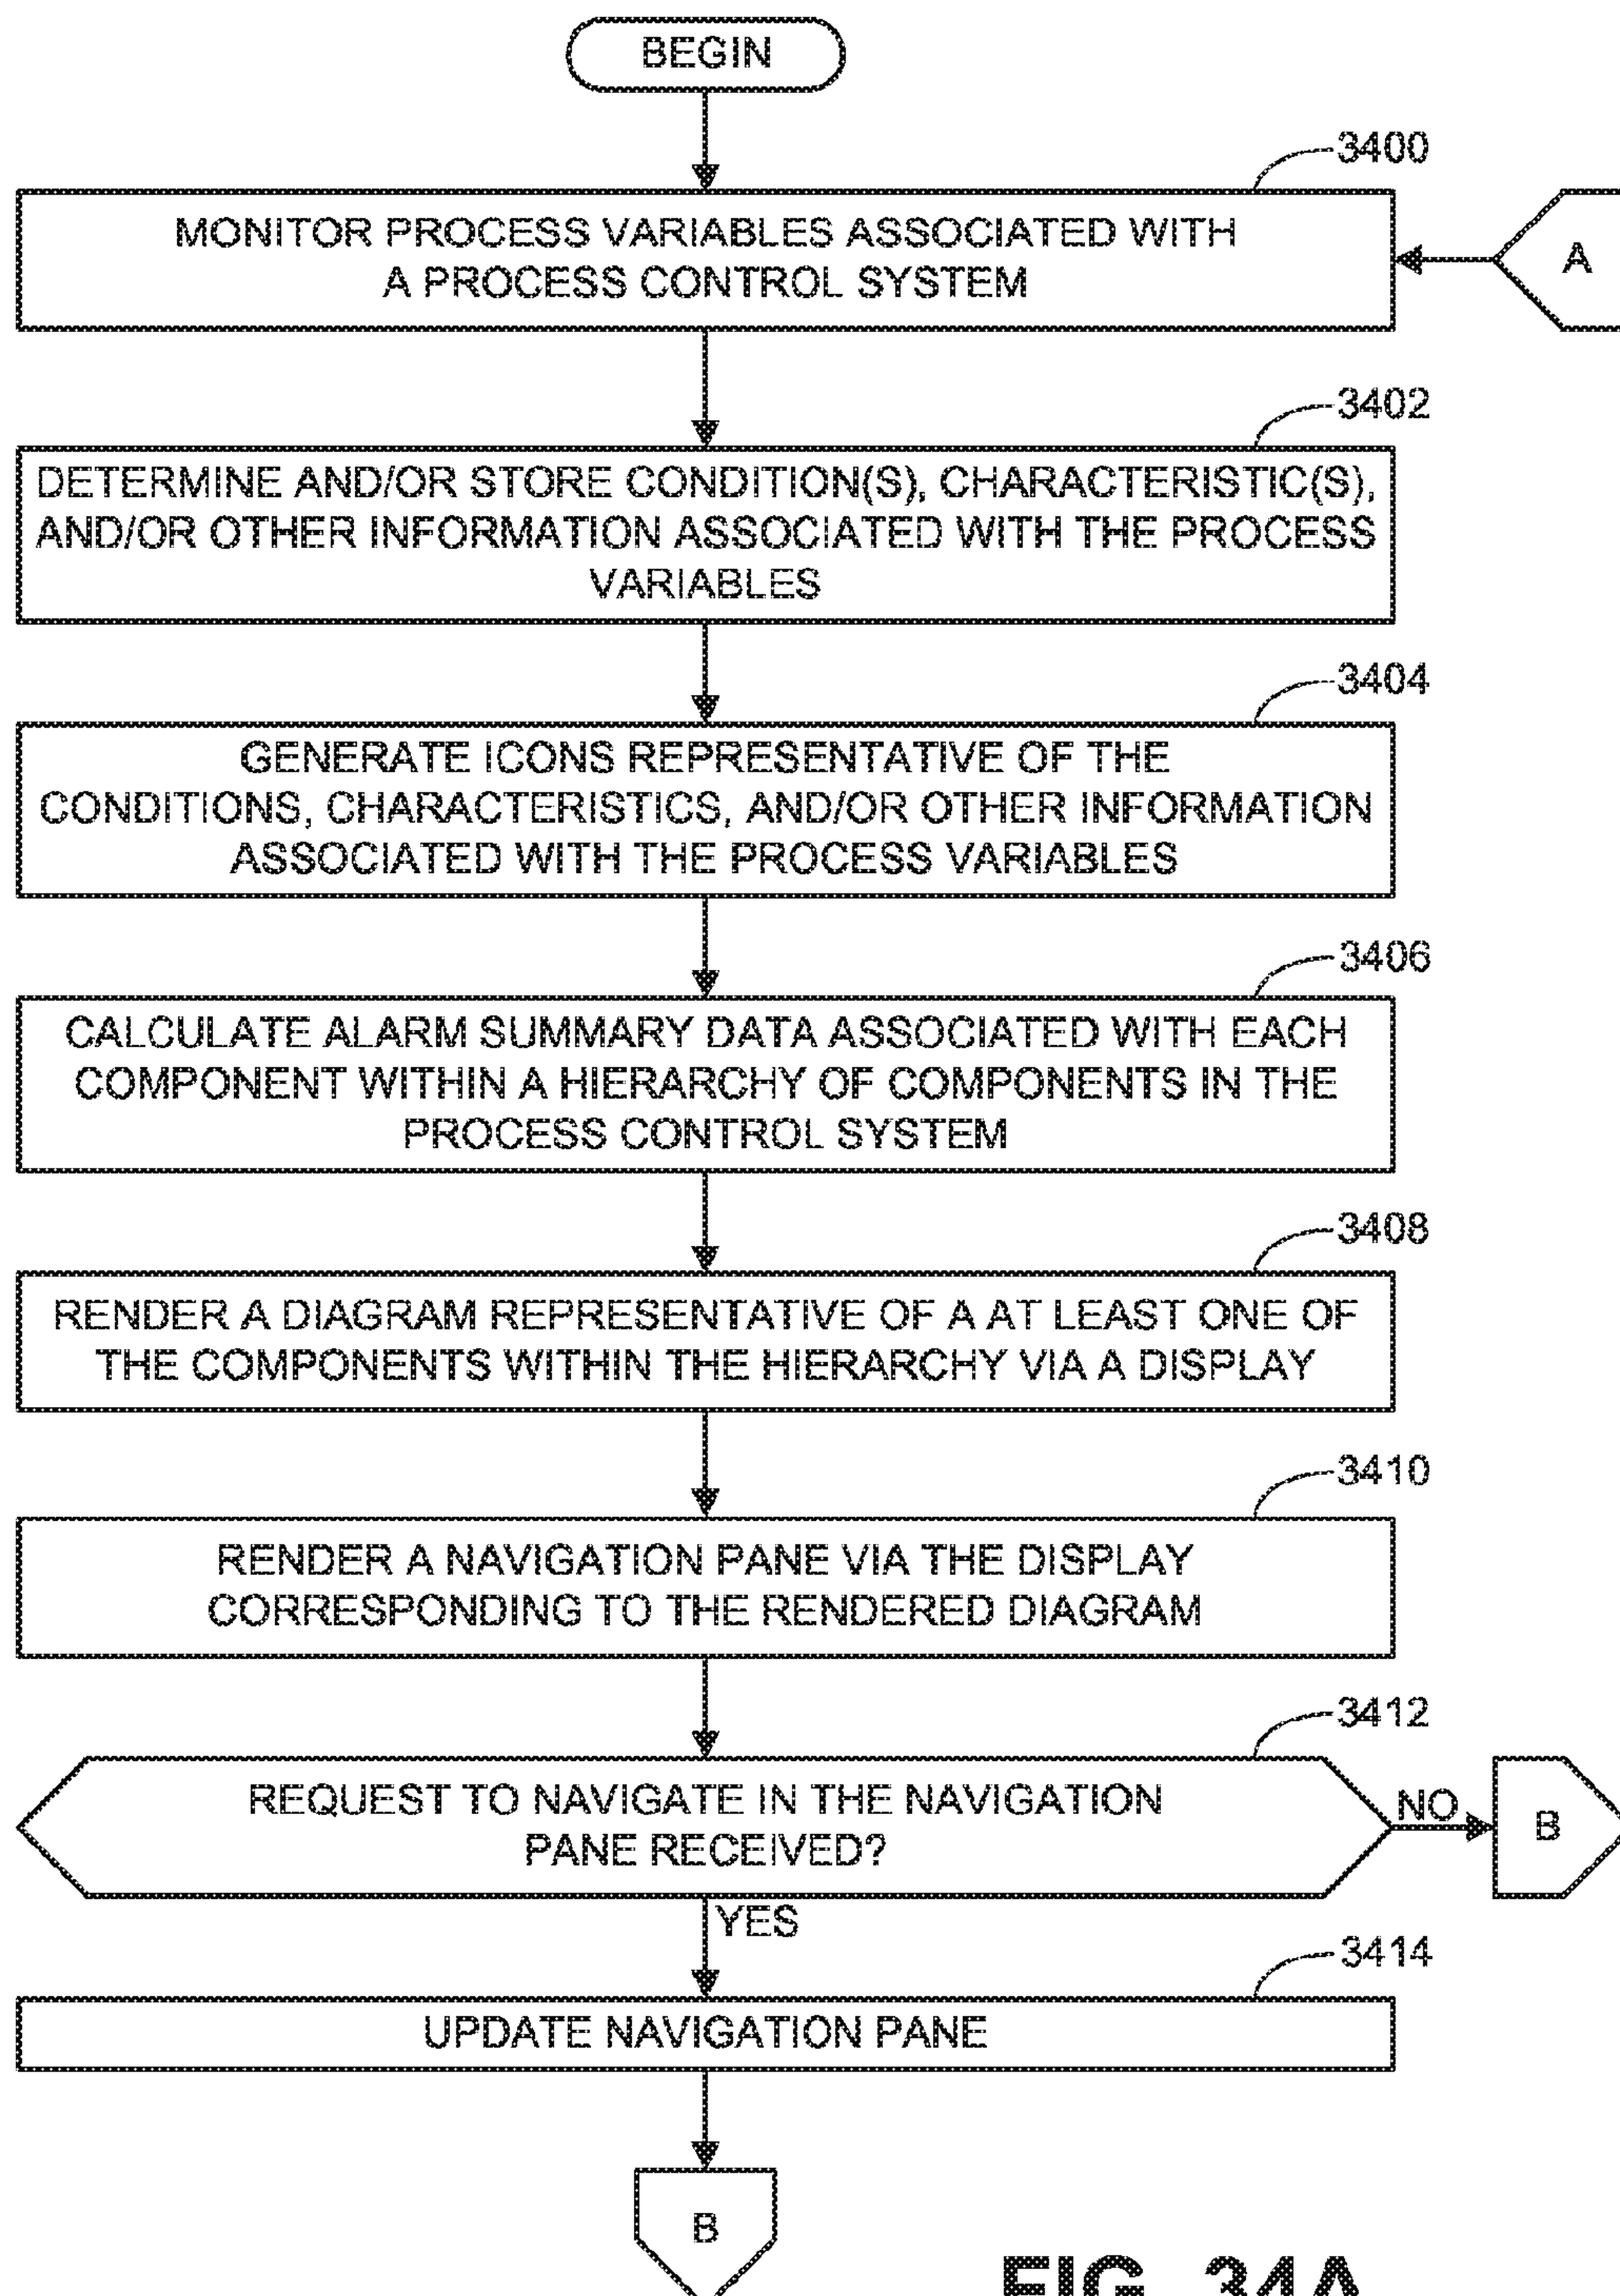 BEGIN
3400
MONITOR PROCESS VARIABLES ASSOCIATED WITH
A PROCESS CONTROL SYSTEM
A
3402
DETERMINE AND/OR STORE CONDITION(S), CHARACTERISTIC(S),
AND/OR OTHER INFORMATION ASSOCIATED WITH THE PROCESS
VARIABLES
3404
GENERATE ICONS REPRESENTATIVE OF THE
CONDITIONS, CHARACTERISTICS, AND/OR OTHER INFORMATION
ASSOCIATED WITH THE PROCESS VARIABLES
3406
CALCULATE ALARM SUMMARY DATA ASSOCIATED WITH EACH
COMPONENT WITHIN A HIERARCHY OF COMPONENTS IN THE
PROCESS CONTROL SYSTEM
3408
RENDER A DIAGRAM REPRESENTATIVE OF A AT LEAST ONE OF
THE COMPONENTS WITHIN THE HIERARCHY VIA A DISPLAY
3410
RENDER A NAVIGATION PANE VIA THE DISPLAY
CORRESPONDING TO THE RENDERED DIAGRAM
3412
REQUEST TO NAVIGATE IN THE NAVIGATION
PANE RECEIVED?
NO
B
YES
3414
UPDATE NAVIGATION PANE
B
FIG. 34A